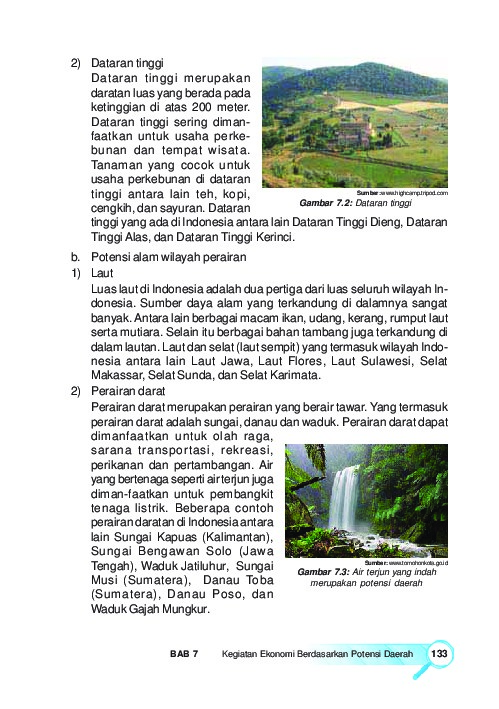 2) Dataran tinggi
Dataran tinggi merupakan
daratan luas yang berada pada
ketinggian di atas 200 meter.
Dataran tinggi sering diman-
faatkan untuk usaha perke-
bunan dan tempat wisata.
Tanaman yang cocok untuk
usaha perkebunan di dataran
tinggi antara lain teh, kopi,
cengkih, dan sayuran. Dataran
Sumber:www.highcamp.tripod.com
Gambar 7.2: Dataran tinggi
tinggi yang ada di Indonesia antara lain Dataran Tinggi Dieng, Dataran
Tinggi Alas, dan Dataran Tinggi Kerinci.
b. Potensi alam wilayah perairan
1) Laut
Luas laut di Indonesia adalah dua pertiga dari luas seluruh wilayah In-
donesia. Sumber daya alam yang terkandung di dalamnya sangat
banyak. Antara lain berbagai macam ikan, udang, kerang, rumput laut
serta mutiara. Selain itu berbagai bahan tambang juga terkandung di
dalam lautan. Laut dan selat (laut sempit) yang termasuk wilayah Indo-
nesia antara lain Laut Jawa, Laut Flores, Laut Sulawesi, Selat
Makassar, Selat Sunda, dan Selat Karimata.
2) Perairan darat
Perairan darat merupakan perairan yang berair tawar. Yang termasuk
perairan darat adalah sungai, danau dan waduk. Perairan darat dapat
dimanfaatkan untuk olah raga,
sarana transportasi, rekreasi,
perikanan dan pertambangan. Air
yang bertenaga seperti air terjun juga
diman-faatkan untuk pembangkit
tenaga listrik. Beberapa contoh
perairan daratan di Indonesia antara
lain Sungai Kapuas (Kalimantan),
Sungai Bengawan Solo (Jawa
Tengah), Waduk Jatiluhur, Sungai
Musi (Sumatera), Danau Toba
(Sumatera), Danau Poso, dan
Waduk Gajah Mungkur.
Sumber: www.tomohonkota.go.id
Gambar 7.3: Air terjun yang indah
merupakan potensi daerah
BAB 7 Kegiatan Ekonomi Berdasarkan Potensi Daerah 133